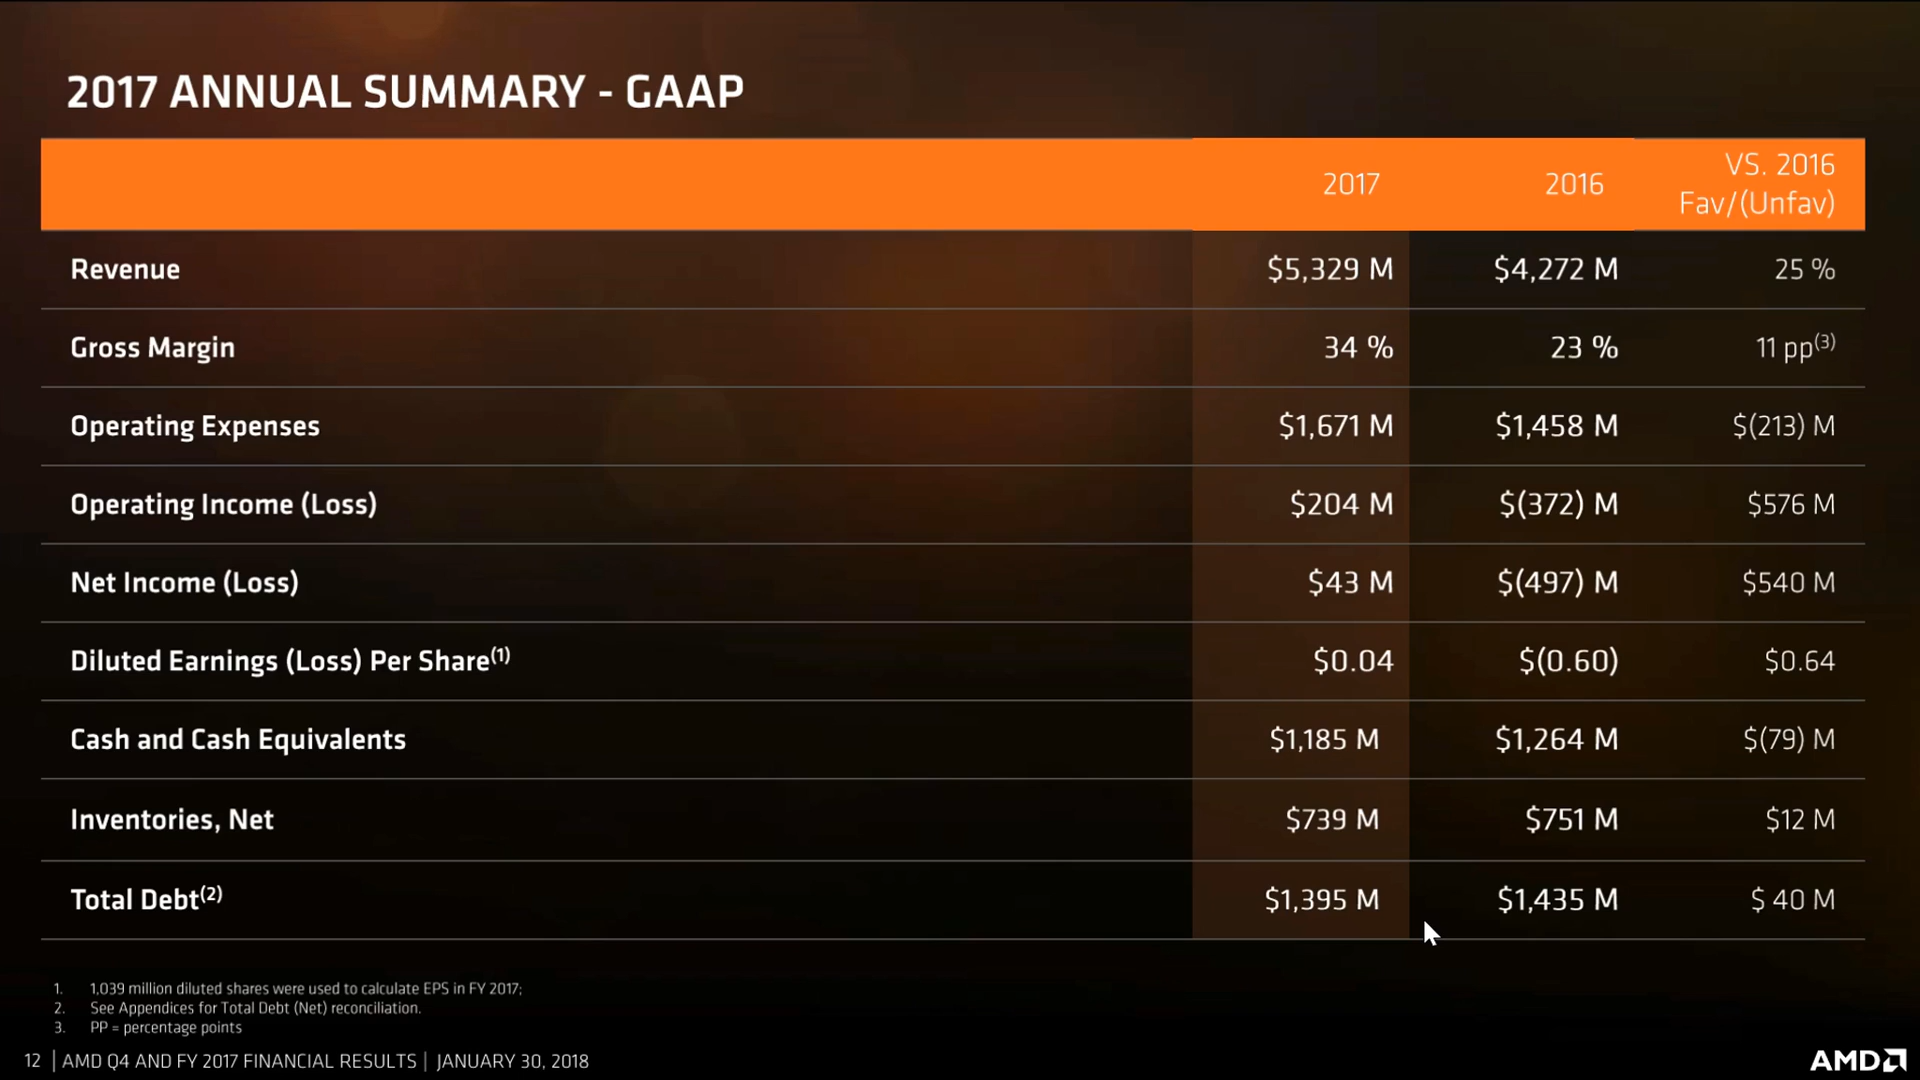 2017 ANNUAL SUMMARY - GAAP
2017 2016 VS. 2016
Fav/(Unfav)
Revenue $5,329 M $4,272 M 25 %
Gross Margin 34 % 23 % 11 pp(3)
Operating Expenses $1,671 M $1,458 M $(213) M
Operating Income (Loss) $204 M $(372) M $576 M
Net Income (Loss) $43 M $(497) M $540 M
Diluted Earnings (Loss) Per Share(1) $0.04 $(0.60) $0.64
Cash and Cash Equivalents $1,185 M $1,264 M $(79) M
Inventories, Net $739 M $751 M $12 M
Total Debt(2) $1,395 M $1,435 M $ 40 M
1. 1,039 million diluted shares were used to calculate EPS in FY 2017;
2. See Appendices for Total Debt (Net) reconciliation.
3. PP = percentage points
12 | AMD Q4 AND FY 2017 FINANCIAL RESULTS | JANUARY 30, 2018
AMD